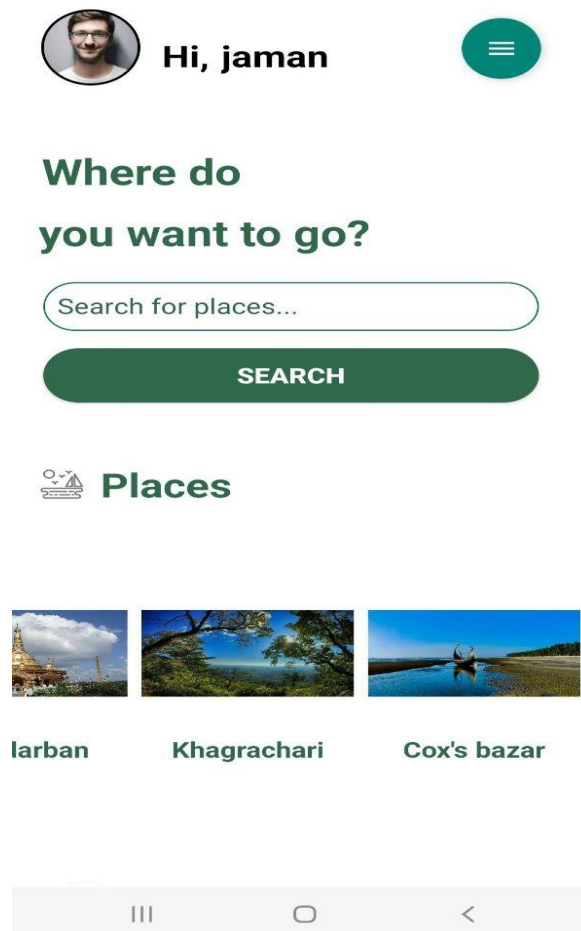 Hi, jaman
Where do
you want to go?
Search for places...
SEARCH
Places
larban
Khagrachari
Cox's bazar